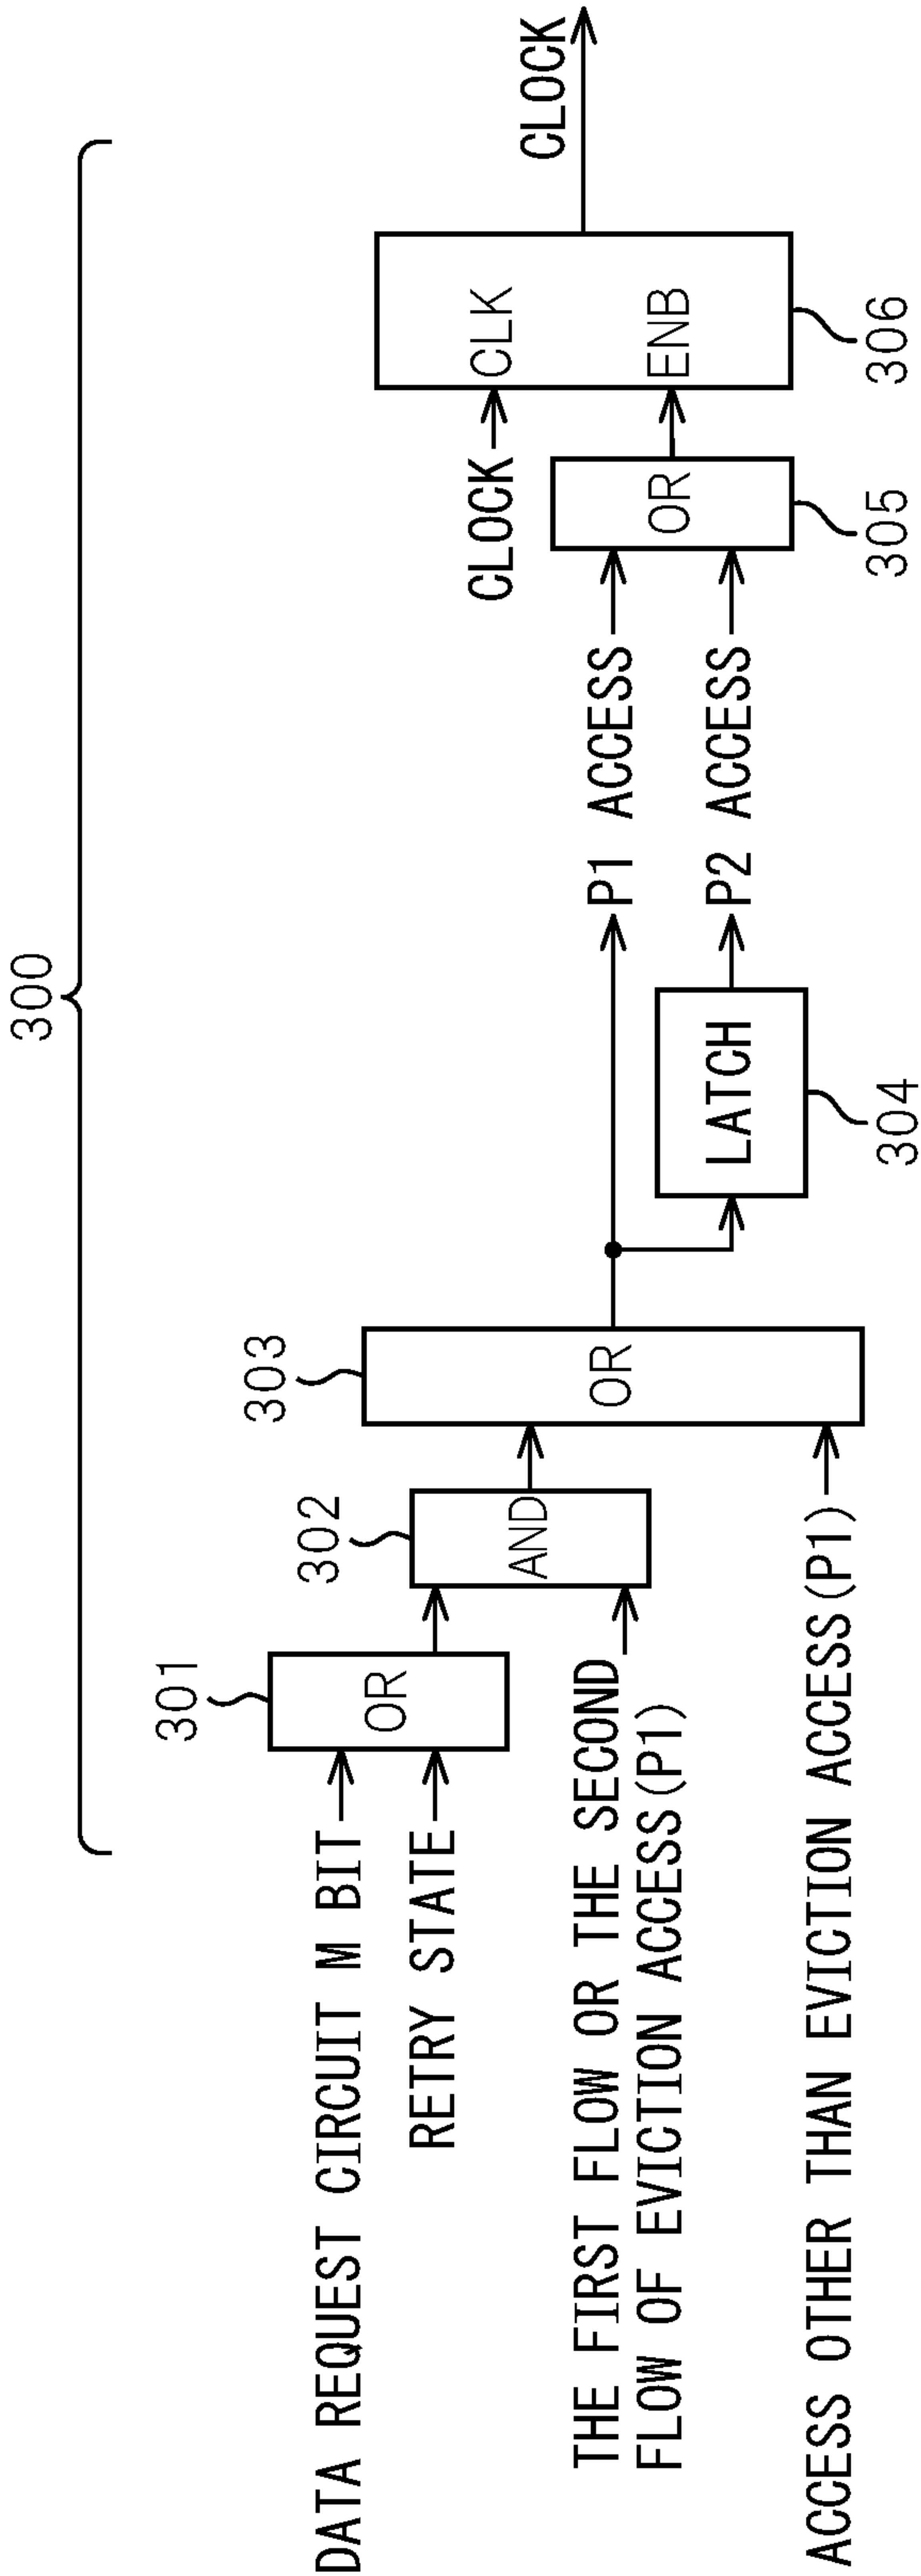 300
DATA REQUEST CIRCUIT M BIT
RETRY STATE
301
OR
THE FIRST FLOW OR THE SECOND
FLOW OF EVICTION ACCESS(P1)
302
AND
ACCESS OTHER THAN EVICTION ACCESS(P1)
303
OR
LATCH
304
P1 ACCESS
P2 ACCESS
CLOCK
OR
305
CLK
ENB
306
CLOCK